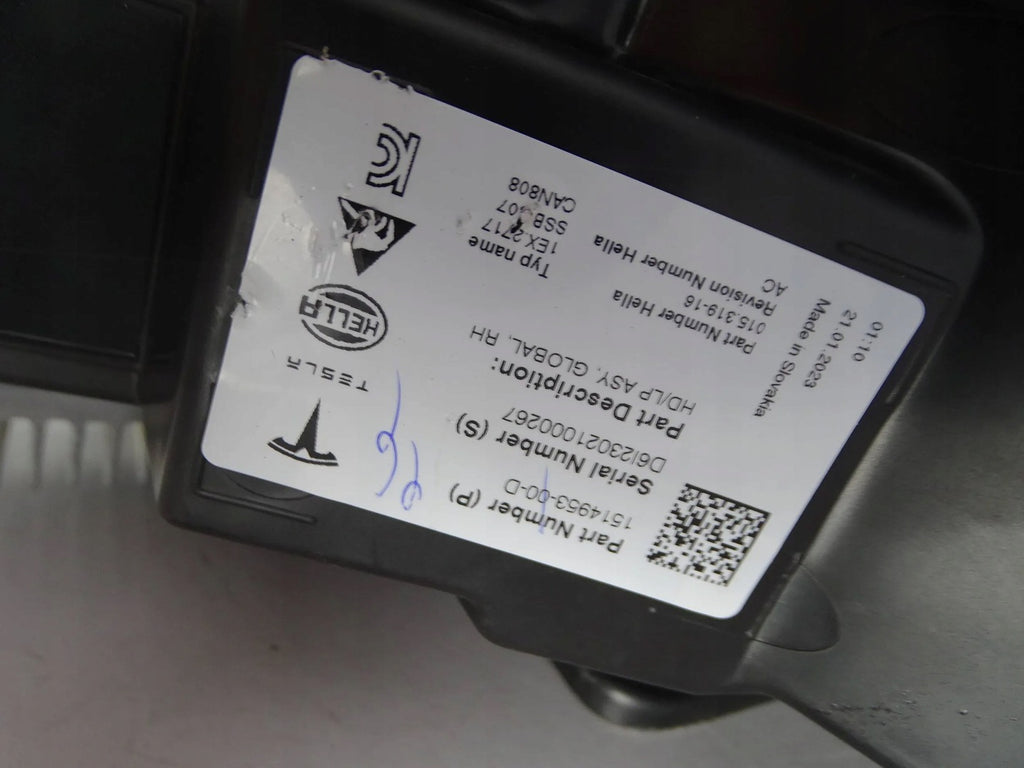 TESLA
HELLA
Part Number (P)
1514953-00-D
Serial Number (S)
D6I23021000267
Part Description:
HD/LP ASY, GLOBAL, RH
Typ name
1EX 2717
CAN808
Part Number Hella
015.319-16
Revision Number Hella
AC
Made in Slovakia
21.01.2023
01:10